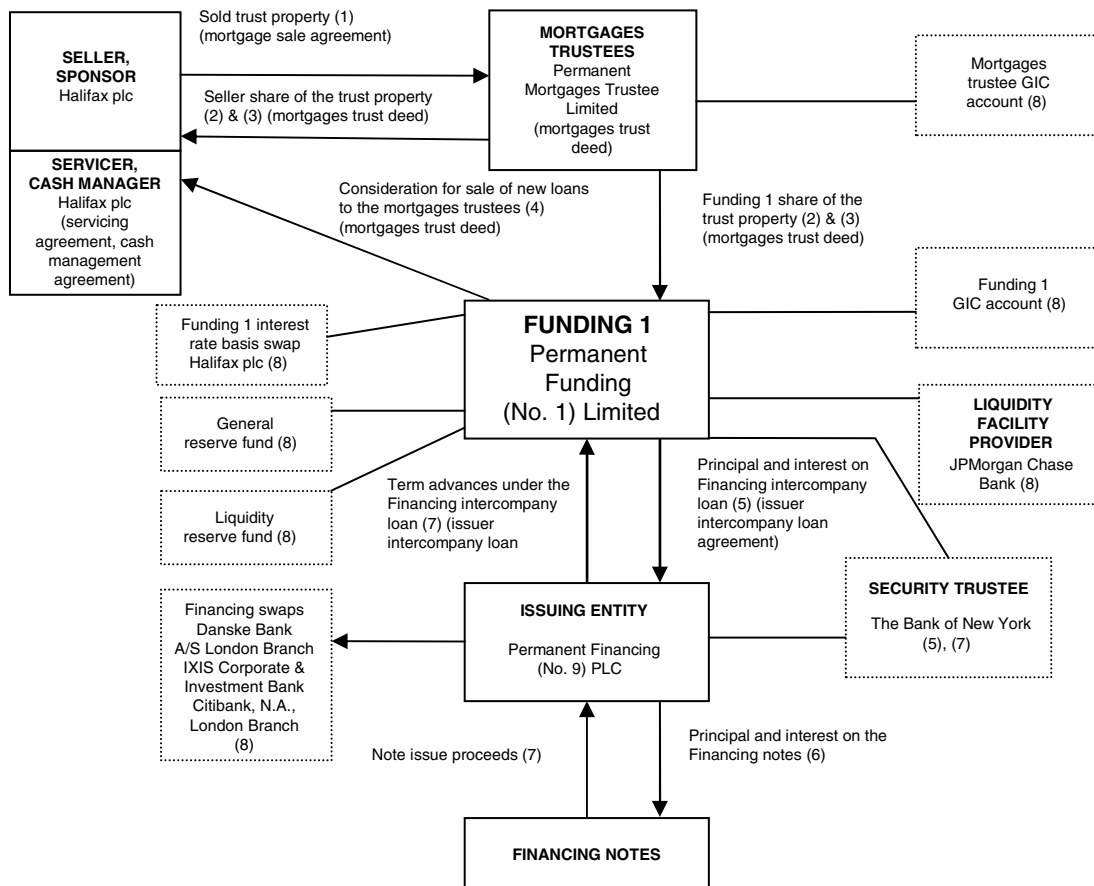 Sold trust property (1)
(mortgage sale agreement)
SELLER,
SPONSOR
Halifax plc
MORTGAGES
TRUSTEES
Permanent
Mortgages Trustee
Limited
(mortgages trust
deed)
Mortgages
trustee GIC
account (8)
Seller share of the trust property
(2) & (3) (mortgages trust deed)
SERVICER,
CASH MANAGER
Halifax plc
(servicing
agreement, cash
management
agreement)
Consideration for sale of new loans
to the mortgages trustees (4)
(mortgages trust deed)
Funding 1 share of the
trust property (2) & (3)
(mortgages trust deed)
Funding 1
GIC account (8)
Funding 1 interest
rate basis swap
Halifax plc (8)
FUNDING 1
Permanent
Funding
(No. 1) Limited
General
reserve fund (8)
LIQUIDITY
FACILITY
PROVIDER
JPMorgan Chase
Bank (8)
Liquidity
reserve fund (8)
Term advances under the
Financing intercompany
loan (7) (issuer
intercompany loan
Principal and interest on
Financing intercompany
loan (5) (issuer
intercompany loan
agreement)
SECURITY TRUSTEE
The Bank of New York
(5), (7)
Financing swaps
Danske Bank
A/S London Branch
IXIS Corporate &
Investment Bank
Citibank, N.A.,
London Branch
(8)
ISSUING ENTITY
Permanent Financing
(No. 9) PLC
Note issue proceeds (7)
Principal and interest on the
Financing notes (6)
FINANCING NOTES